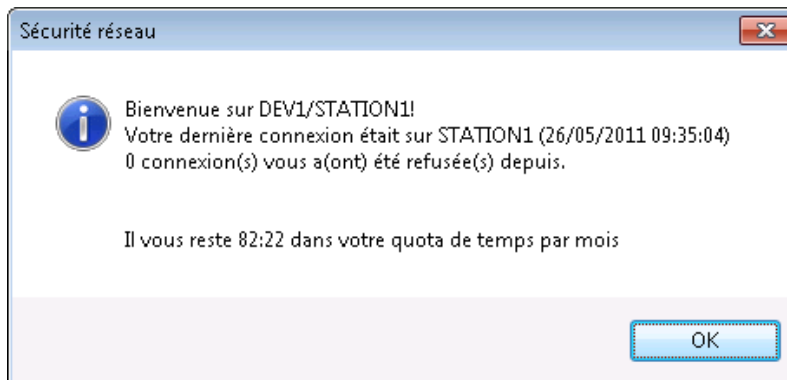 Sécurité réseau
Bienvenue sur DEV1/STATION1!
Votre dernière connexion était sur STATION1 (26/05/2011 09:35:04)
0 connexion(s) vous a(ont) été refusée(s) depuis.
Il vous reste 82:22 dans votre quota de temps par mois
OK